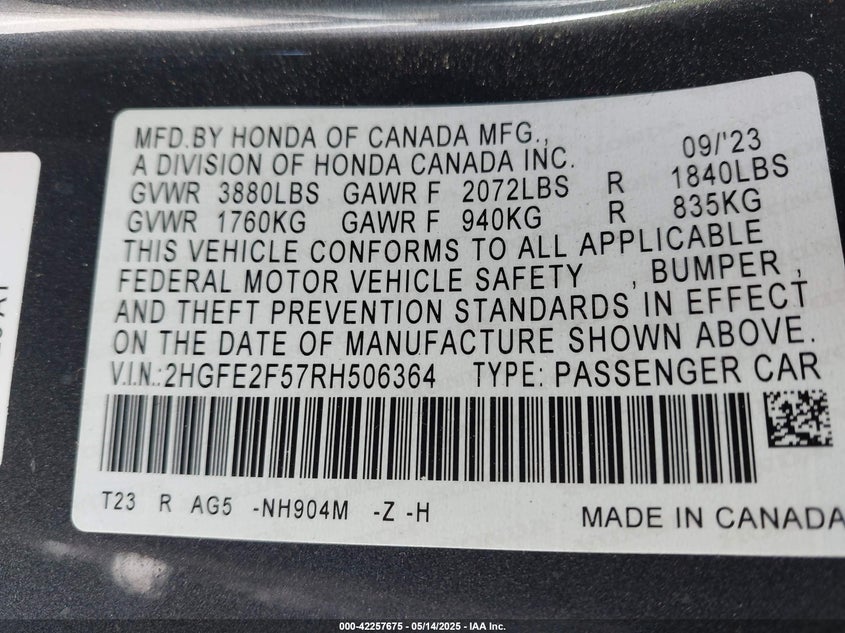 MFD.BY HONDA OF CANADA MFG., 09/'23
A DIVISION OF HONDA CANADA INC.
GVWR 3880LBS GAWR F 2072LBS R 1840LBS
GVWR 1760KG GAWR F 940KG R 835KG
THIS VEHICLE CONFORMS TO ALL APPLICABLE
FEDERAL MOTOR VEHICLE SAFETY , BUMPER ,
AND THEFT PREVENTION STANDARDS IN EFFECT
ON THE DATE OF MANUFACTURE SHOWN ABOVE.
V.I.N.:2HGFE2F57RH506364 TYPE: PASSENGER CAR
T23 R AG5 -NH904M -Z -H
MADE IN CANADA
000-42257675 - 05/14/2025 - IAA Inc.